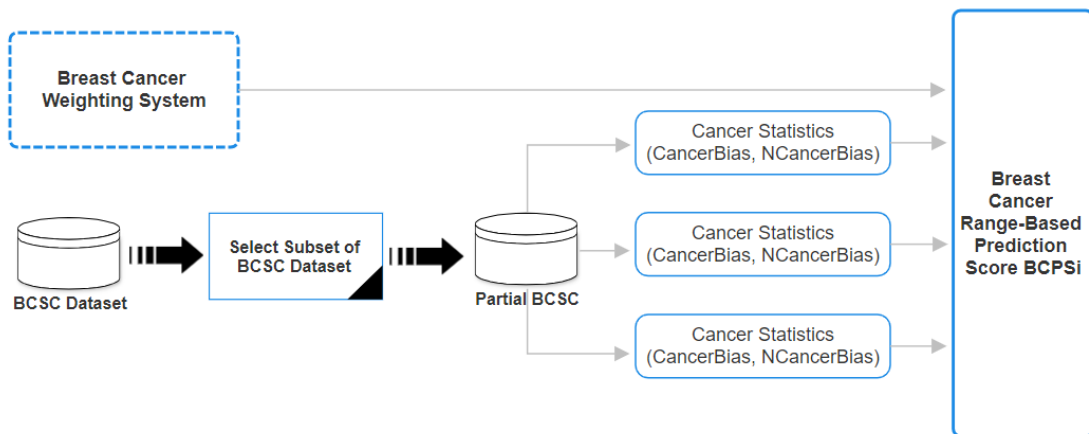 Breast Cancer
Weighting System
Cancer Statistics
(CancerBias, NCancerBias)
BCSC Dataset
Select Subset of
BCSC Dataset
Partial BCSC
Cancer Statistics
(CancerBias, NCancerBias)
Cancer Statistics
(CancerBias, NCancerBias)
Breast
Cancer
Range-Based
Prediction
Score BCPSi